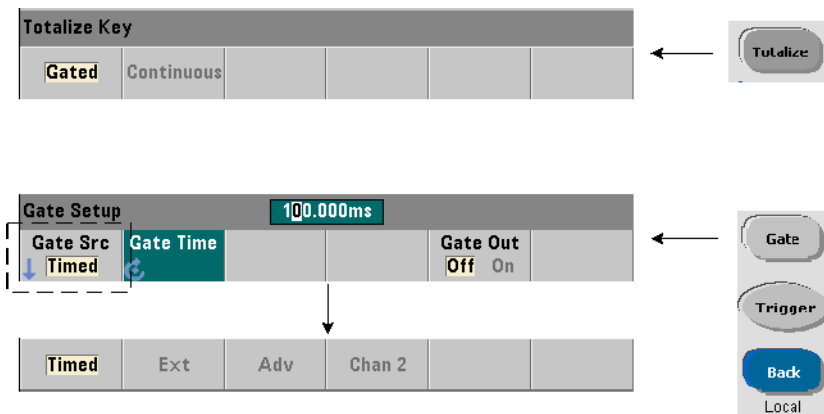 Totalize Key
Gated Continuous
Totalize
Gate Setup 100.000ms
Gate Src Gate Time Gate Out
Timed Off On
Gate
Trigger
Timed Ext Adv Chan 2
Back
Local